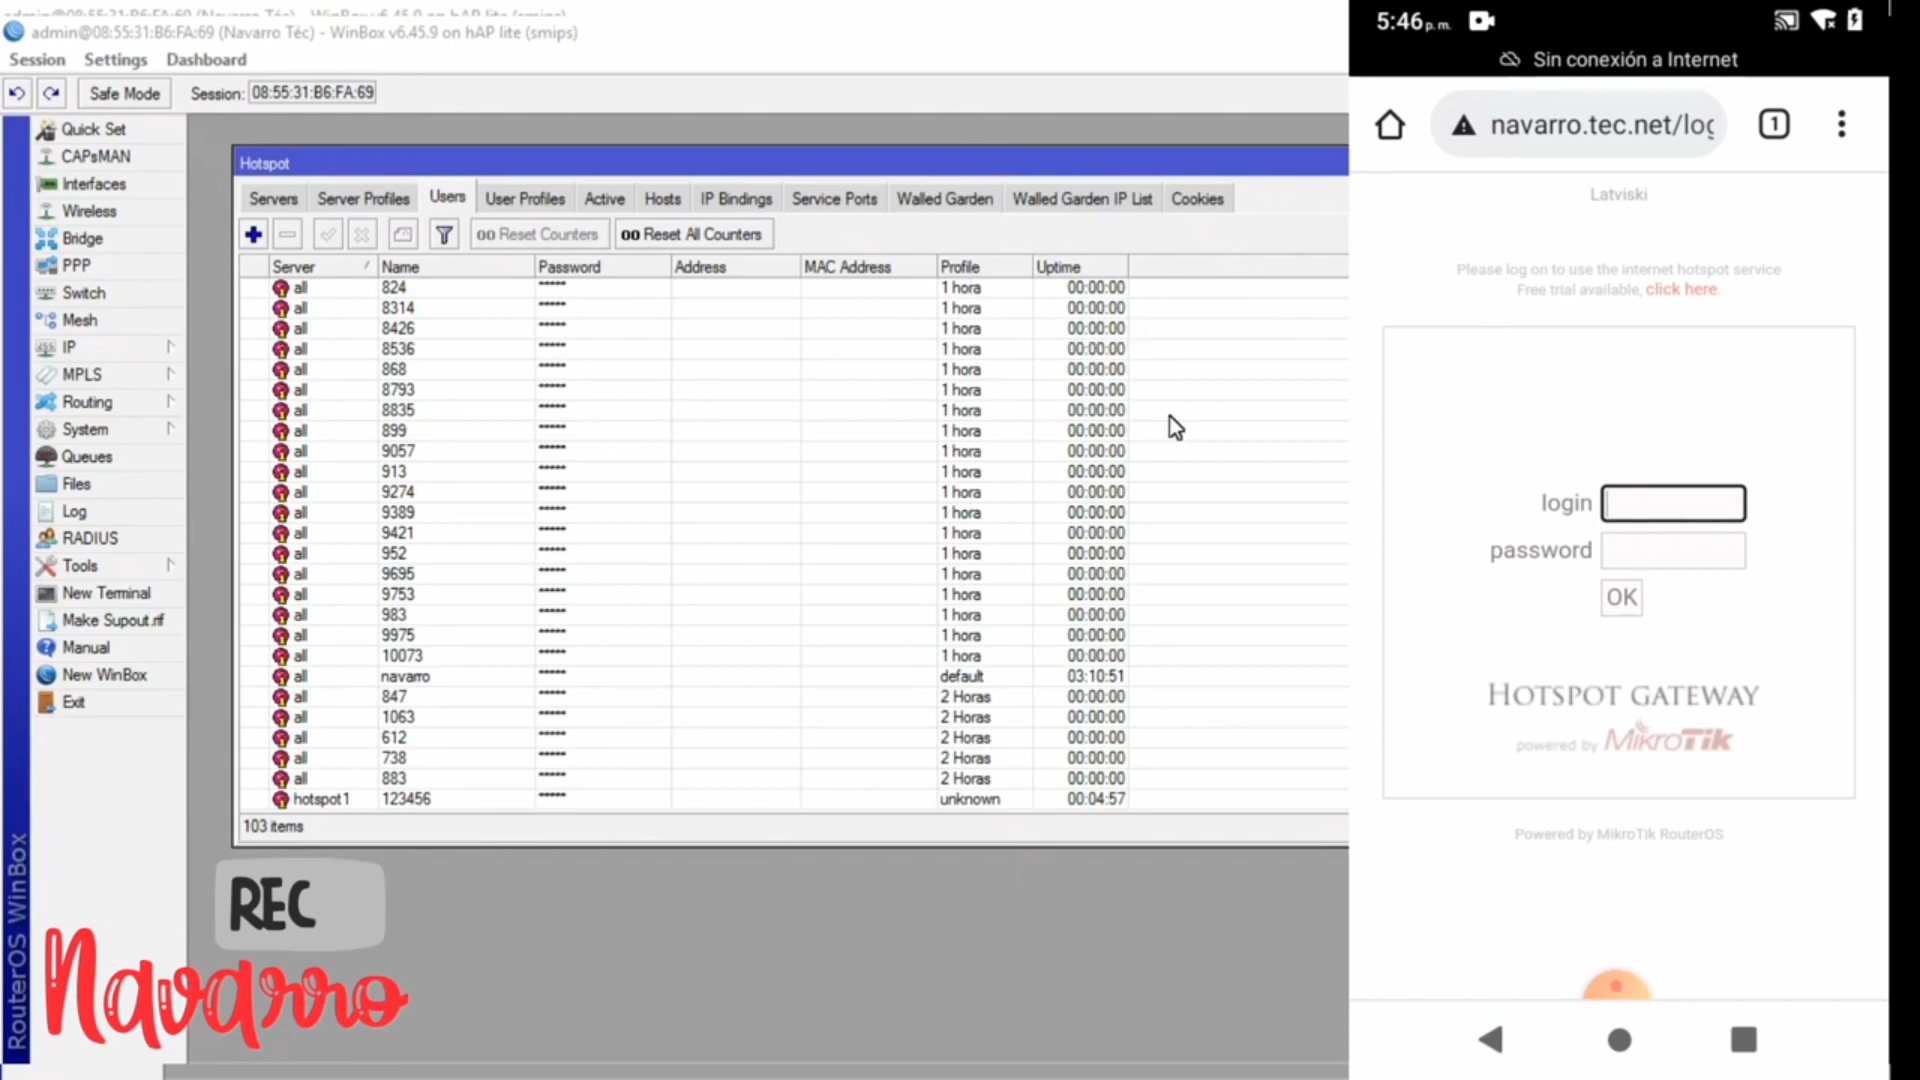 admin@08:55:31:B6:FA:69 (Navarro Téc) - WinBox v6.45.9 on hAP lite (smips)
Session Settings Dashboard
Safe Mode Session: 08:55:31:B6:FA:69
Quick Set
CAPsMAN
Interfaces
Wireless
Bridge
PPP
Switch
Mesh
IP
MPLS
Routing
System
Queues
Files
Log
RADIUS
Tools
New Terminal
Make Supout.rif
Manual
New WinBox
Exit
RouterOS WinBox
Hotspot
Servers Server Profiles Users User Profiles Active Hosts IP Bindings Service Ports Walled Garden Walled Garden IP List Cookies
00 Reset Counters 00 Reset All Counters
Server Name Password Address MAC Address Profile Uptime
all 824 ***** 1 hora 00:00:00
all 8314 ***** 1 hora 00:00:00
all 8426 ***** 1 hora 00:00:00
all 8536 ***** 1 hora 00:00:00
all 868 ***** 1 hora 00:00:00
all 8793 ***** 1 hora 00:00:00
all 8835 ***** 1 hora 00:00:00
all 899 ***** 1 hora 00:00:00
all 9057 ***** 1 hora 00:00:00
all 913 ***** 1 hora 00:00:00
all 9274 ***** 1 hora 00:00:00
all 9389 ***** 1 hora 00:00:00
all 9421 ***** 1 hora 00:00:00
all 952 ***** 1 hora 00:00:00
all 9695 ***** 1 hora 00:00:00
all 9753 ***** 1 hora 00:00:00
all 983 ***** 1 hora 00:00:00
all 9975 ***** 1 hora 00:00:00
all 10073 ***** 1 hora 00:00:00
all navarro ***** default 03:10:51
all 847 ***** 2 Horas 00:00:00
all 1063 ***** 2 Horas 00:00:00
all 612 ***** 2 Horas 00:00:00
all 738 ***** 2 Horas 00:00:00
all 883 ***** 2 Horas 00:00:00
hotspot1 123456 ***** unknown 00:04:57
103 items
REC
Navarro
5:46 p.m.
Sin conexión a Internet
navarro.tec.net/log
1
Latviski
Please log on to use the internet hotspot service
Free trial available, click here.
login
password
OK
HOTSPOT GATEWAY
powered by MikroTik
Powered by MikroTik RouterOS